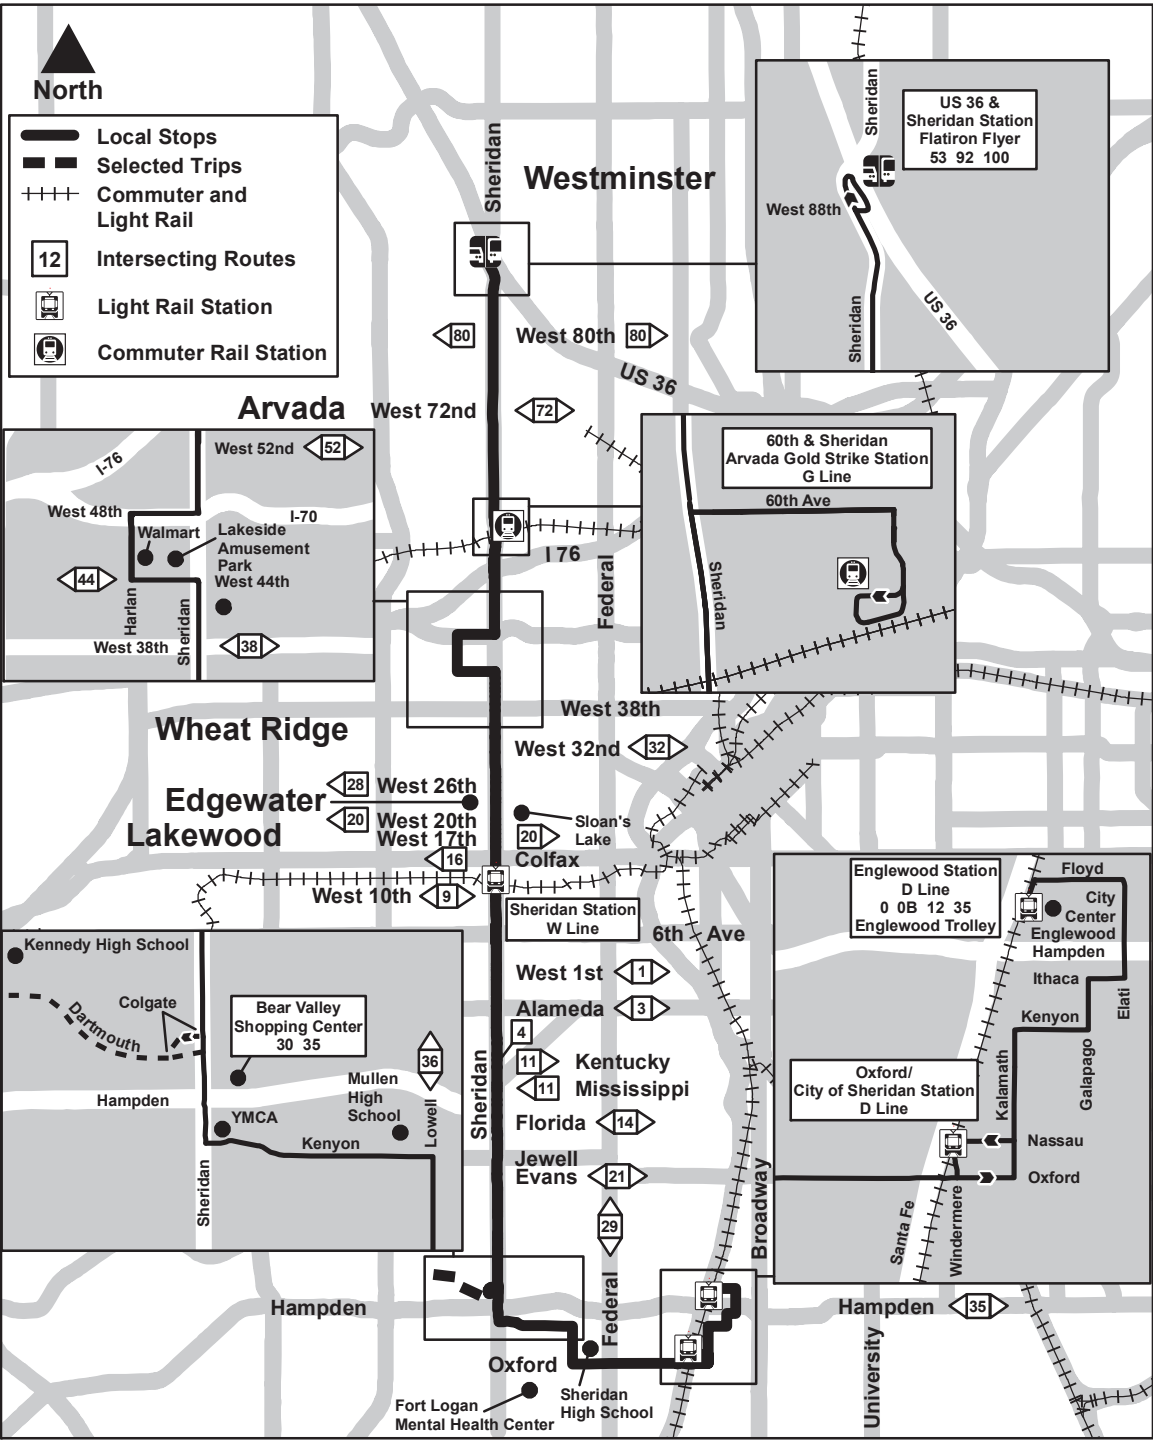 North
Local Stops
Selected Trips
Commuter and
Light Rail
12
Intersecting Routes
Light Rail Station
Commuter Rail Station
Sheridan
Westminster
Sheridan
US 36 &
Sheridan Station
Flatiron Flyer
53 92 100
West 88th
US 36
Sheridan
80
West 80th
80
US 36
Arvada
West 72nd
72
West 52nd
52
I-76
West 48th
I-70
Walmart
Lakeside
Amusement
Park
West 44th
44
Harlan
Sheridan
West 38th
38
60th & Sheridan
Arvada Gold Strike Station
G Line
60th Ave
Sheridan
I 76
Federal
West 38th
Wheat Ridge
West 32nd
32
28
West 26th
Edgewater
20
West 20th
Lakewood
West 17th
Sloan's
Lake
20
16
Colfax
West 10th
9
Sheridan Station
W Line
6th Ave
West 1st
1
Alameda
3
4
11
Kentucky
11
Mississippi
Sheridan
Florida
14
Jewell
Evans
21
29
Federal
Broadway
Kennedy High School
Colgate
Dartmouth
Bear Valley
Shopping Center
30 35
36
Hampden
Mullen
High
School
YMCA
Lowell
Kenyon
Sheridan
Englewood Station
D Line
0 0B 12 35
Englewood Trolley
Floyd
City
Center
Englewood
Hampden
Ithaca
Elati
Kenyon
Oxford/
City of Sheridan Station
D Line
Kalamath
Galapago
Nassau
Oxford
Santa Fe
Windermere
Hampden
Hampden
35
University
Oxford
Fort Logan
Mental Health Center
Sheridan
High School